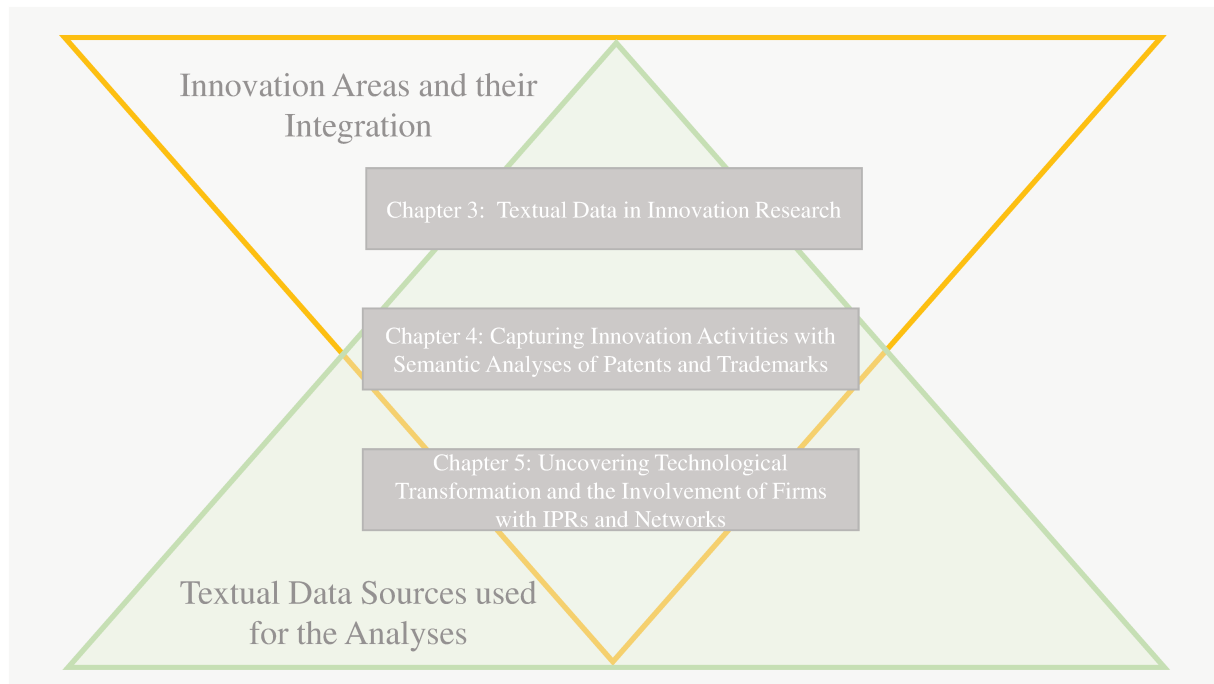 Innovation Areas and their
Integration
Chapter 3:  Textual Data in Innovation Research
Chapter 4: Capturing Innovation Activities with
Semantic Analyses of Patents and Trademarks
Chapter 5: Uncovering Technological
Transformation and the Involvement of Firms
with IPRs and Networks
Textual Data Sources used
for the Analyses